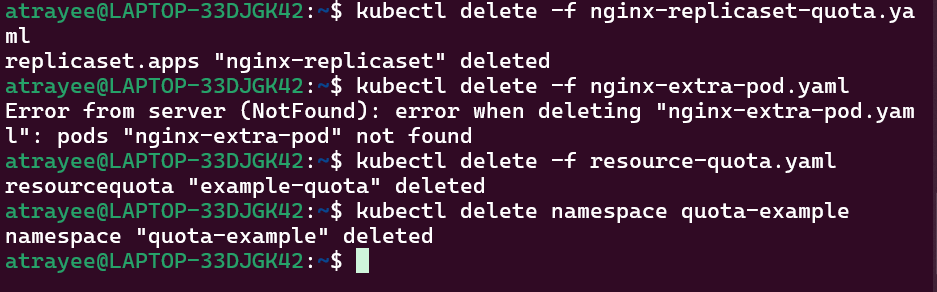 atrayee@LAPTOP-33DJGK42:~$ kubectl delete -f nginx-replicaset-quota.ya
ml
replicaset.apps "nginx-replicaset" deleted
atrayee@LAPTOP-33DJGK42:~$ kubectl delete -f nginx-extra-pod.yaml
Error from server (NotFound): error when deleting "nginx-extra-pod.yam
l": pods "nginx-extra-pod" not found
atrayee@LAPTOP-33DJGK42:~$ kubectl delete -f resource-quota.yaml
resourcequota "example-quota" deleted
atrayee@LAPTOP-33DJGK42:~$ kubectl delete namespace quota-example
namespace "quota-example" deleted
atrayee@LAPTOP-33DJGK42:~$